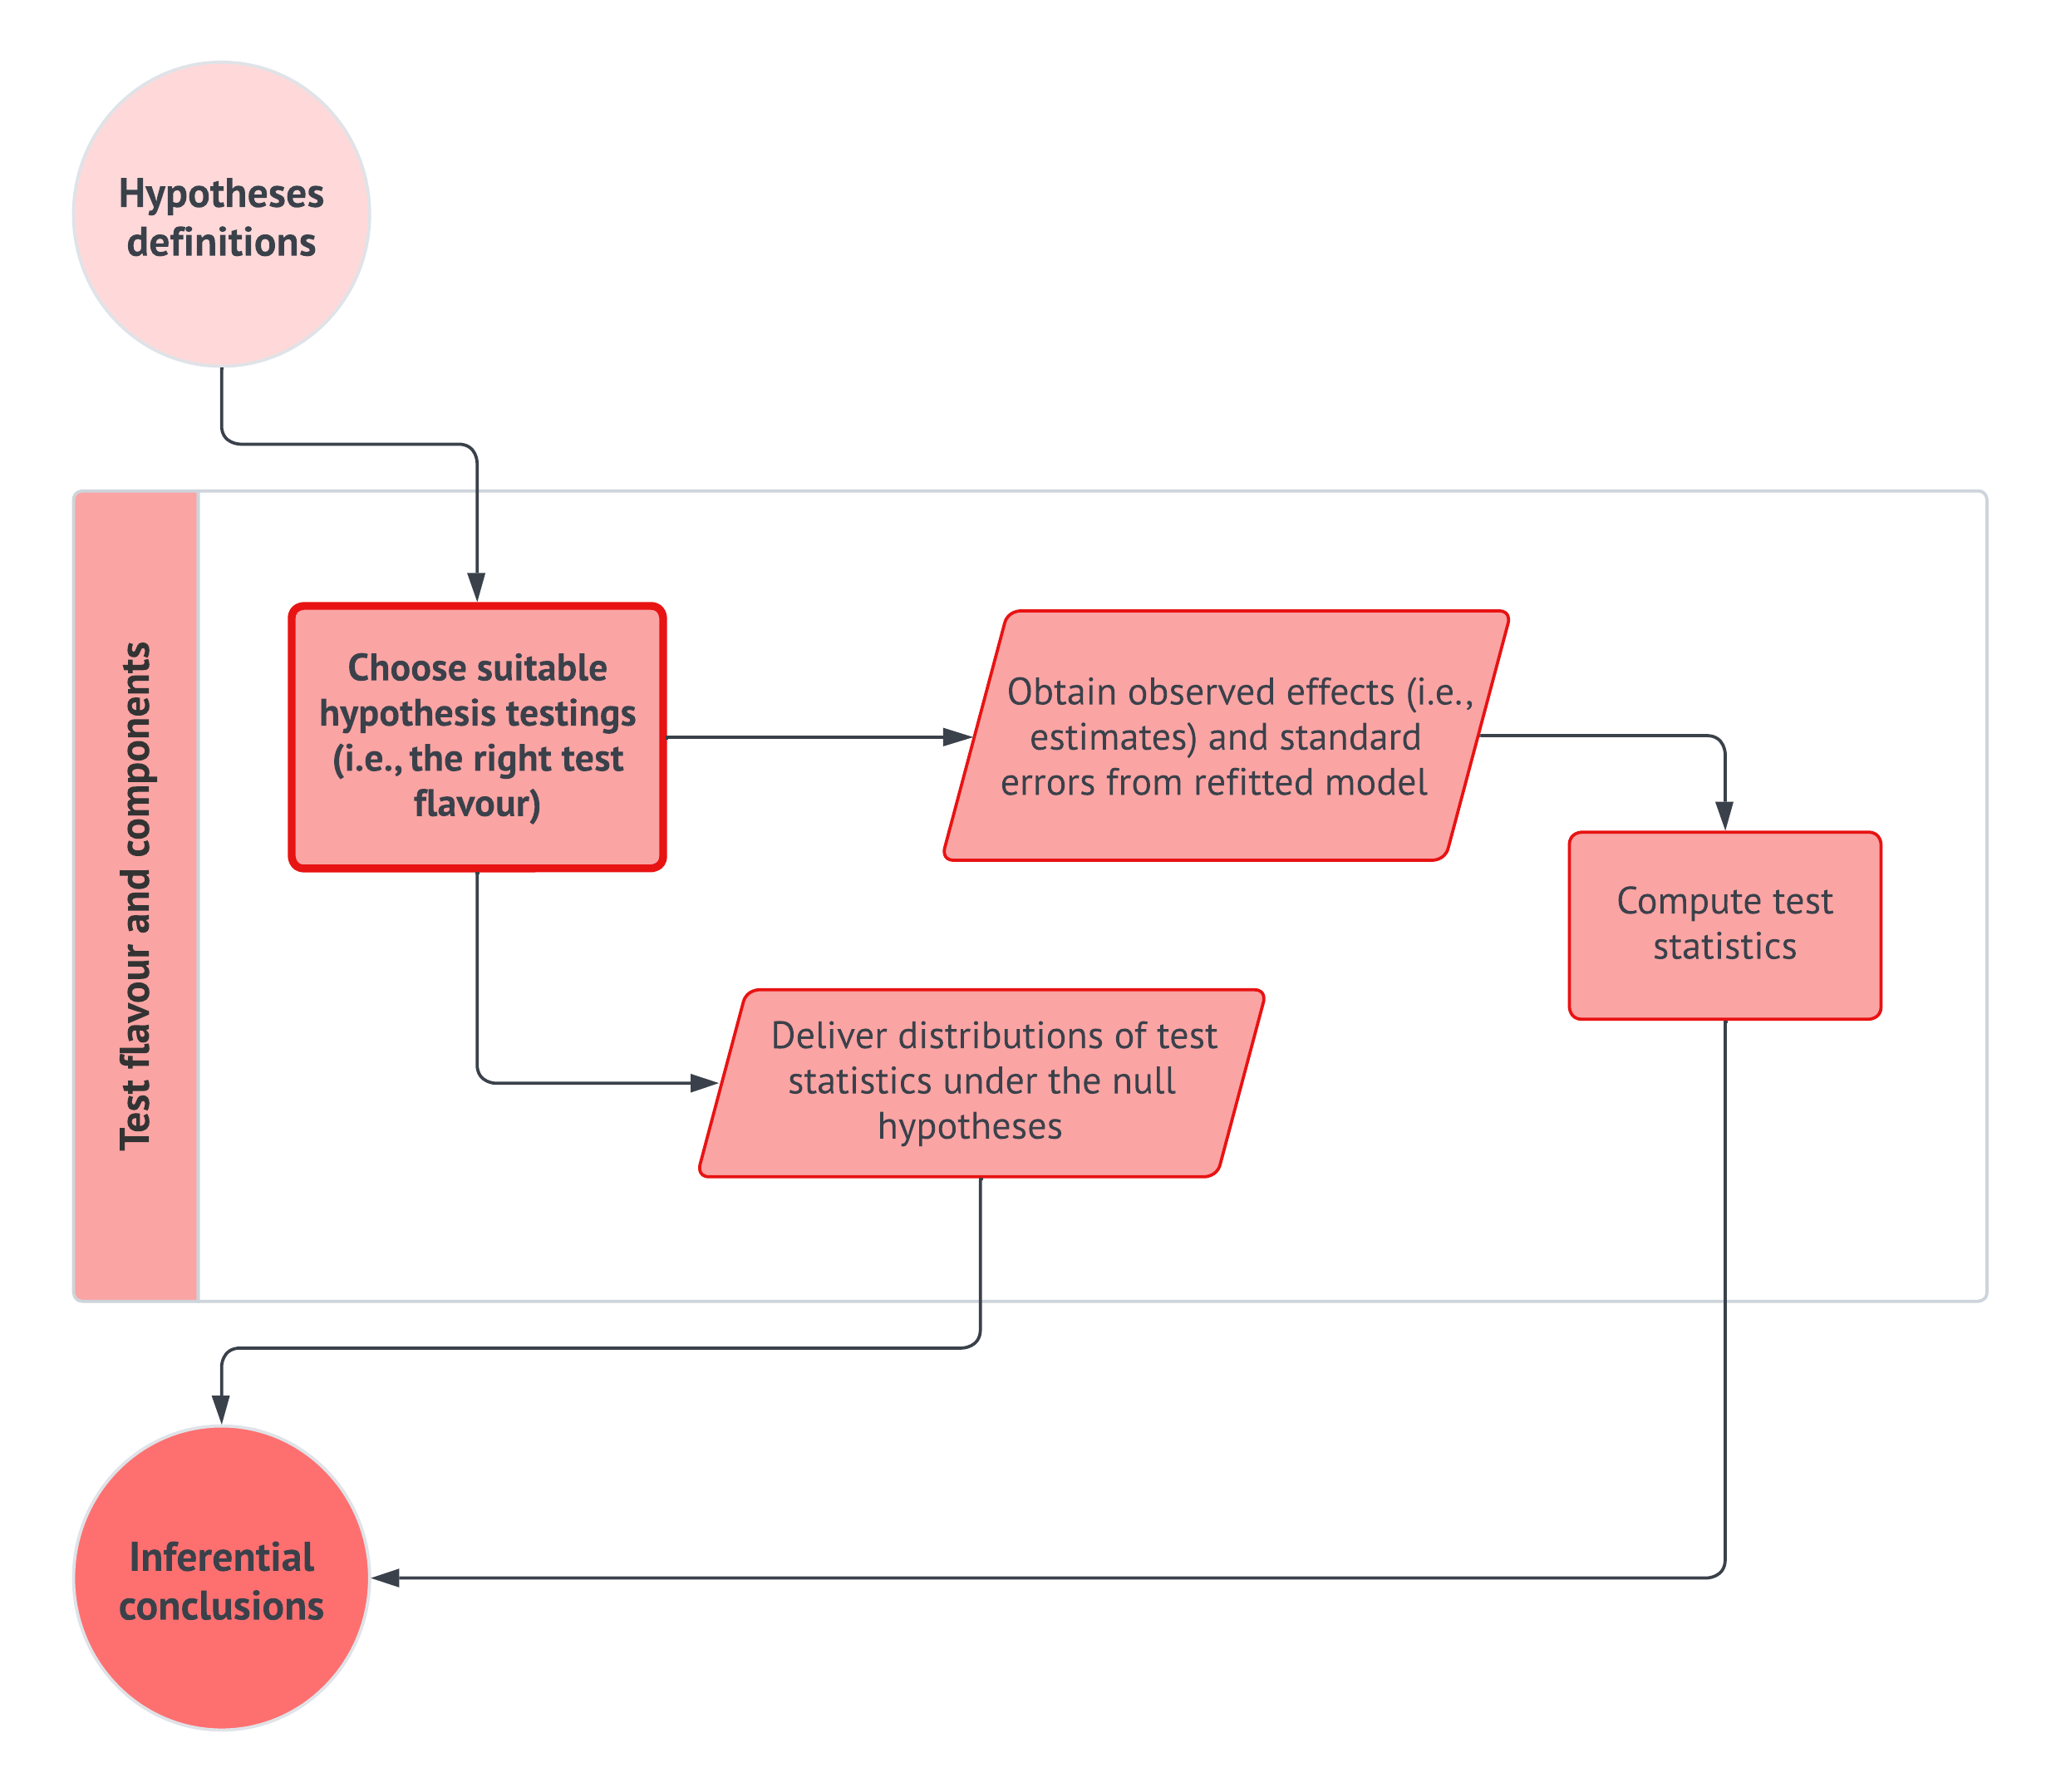 Hypotheses
definitions
Test flavour and components
Choose suitable
hypothesis testings
(i.e., the right test
flavour)
Obtain observed effects (i.e.,
estimates) and standard
errors from refitted model
Compute test
statistics
Deliver distributions of test
statistics under the null
hypotheses
Inferential
conclusions